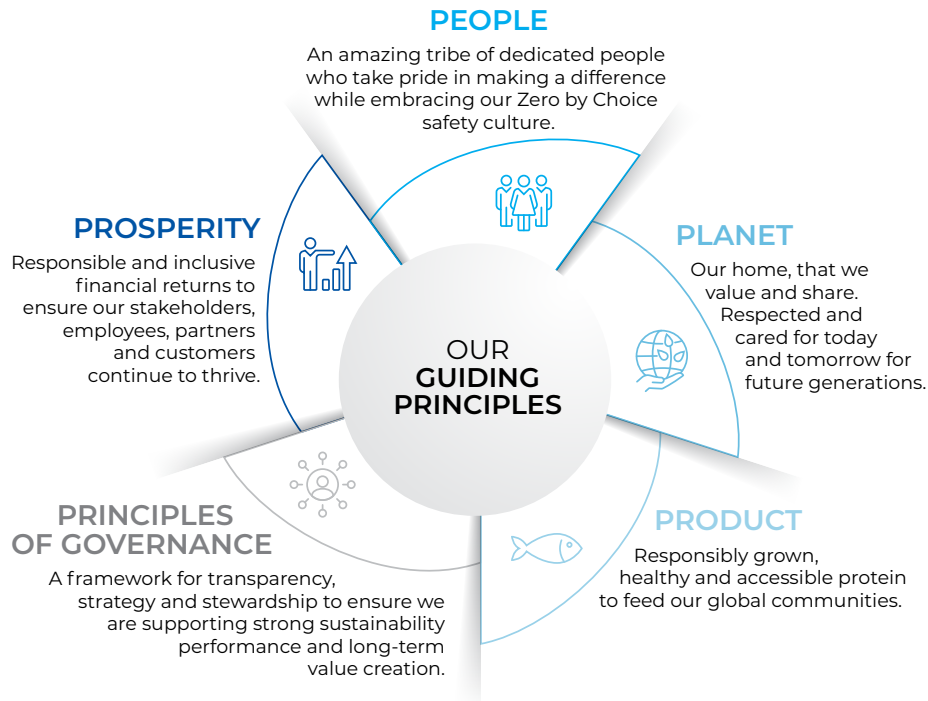 PEOPLE
An amazing tribe of dedicated people
who take pride in making a difference
while embracing our Zero by Choice
safety culture.
PROSPERITY
Responsible and inclusive
financial returns to
ensure our stakeholders,
employees, partners
and customers
continue to thrive.
PLANET
Our home, that we
value and share.
Respected and
cared for today
and tomorrow for
future generations.
OUR
GUIDING
PRINCIPLES
PRINCIPLES
OF GOVERNANCE
A framework for transparency,
strategy and stewardship to ensure we
are supporting strong sustainability
performance and long-term
value creation.
PRODUCT
Responsibly grown,
healthy and accessible protein
to feed our global communities.